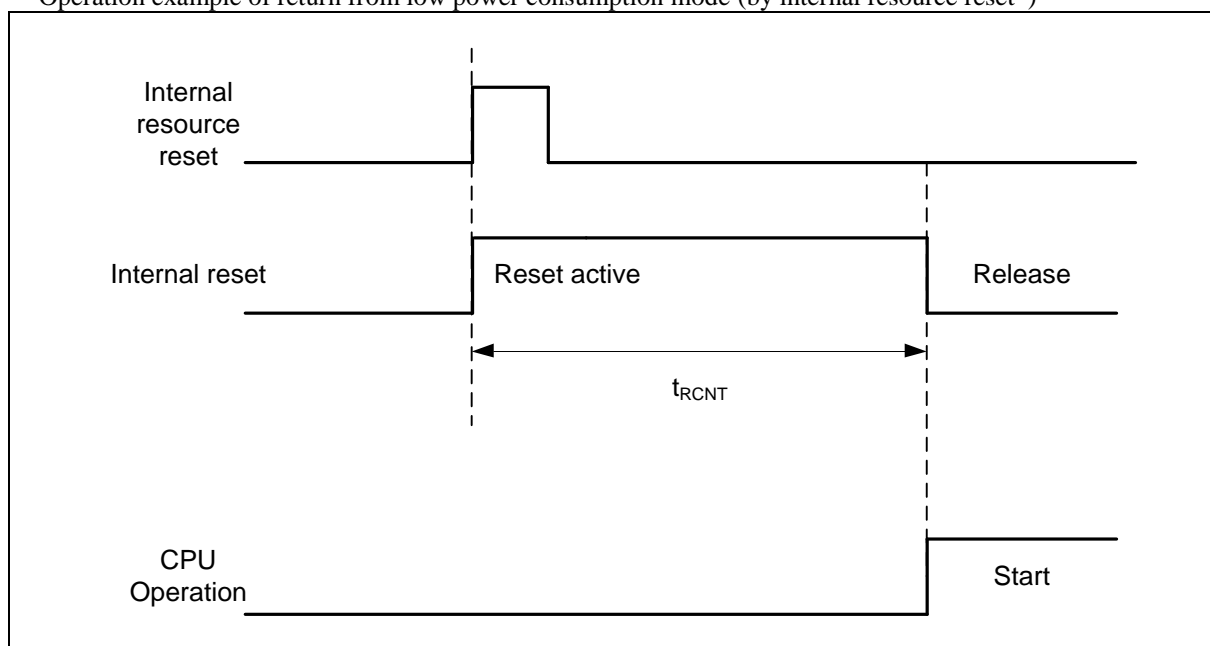 Operation example of return from low power consumption mode (by internal resource reset* )
Internal
resource
reset
Internal reset
Reset active
Release
tRCNT
CPU
Operation
Start